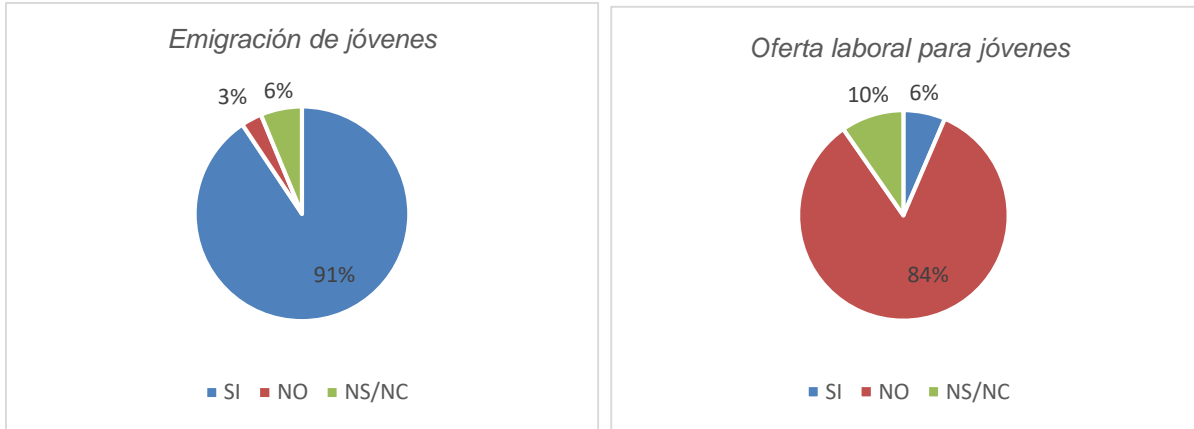 Emigración de jóvenes
3%
6%
91%
SI NO NS/NC
Oferta laboral para jóvenes
10%
6%
84%
SI NO NS/NC